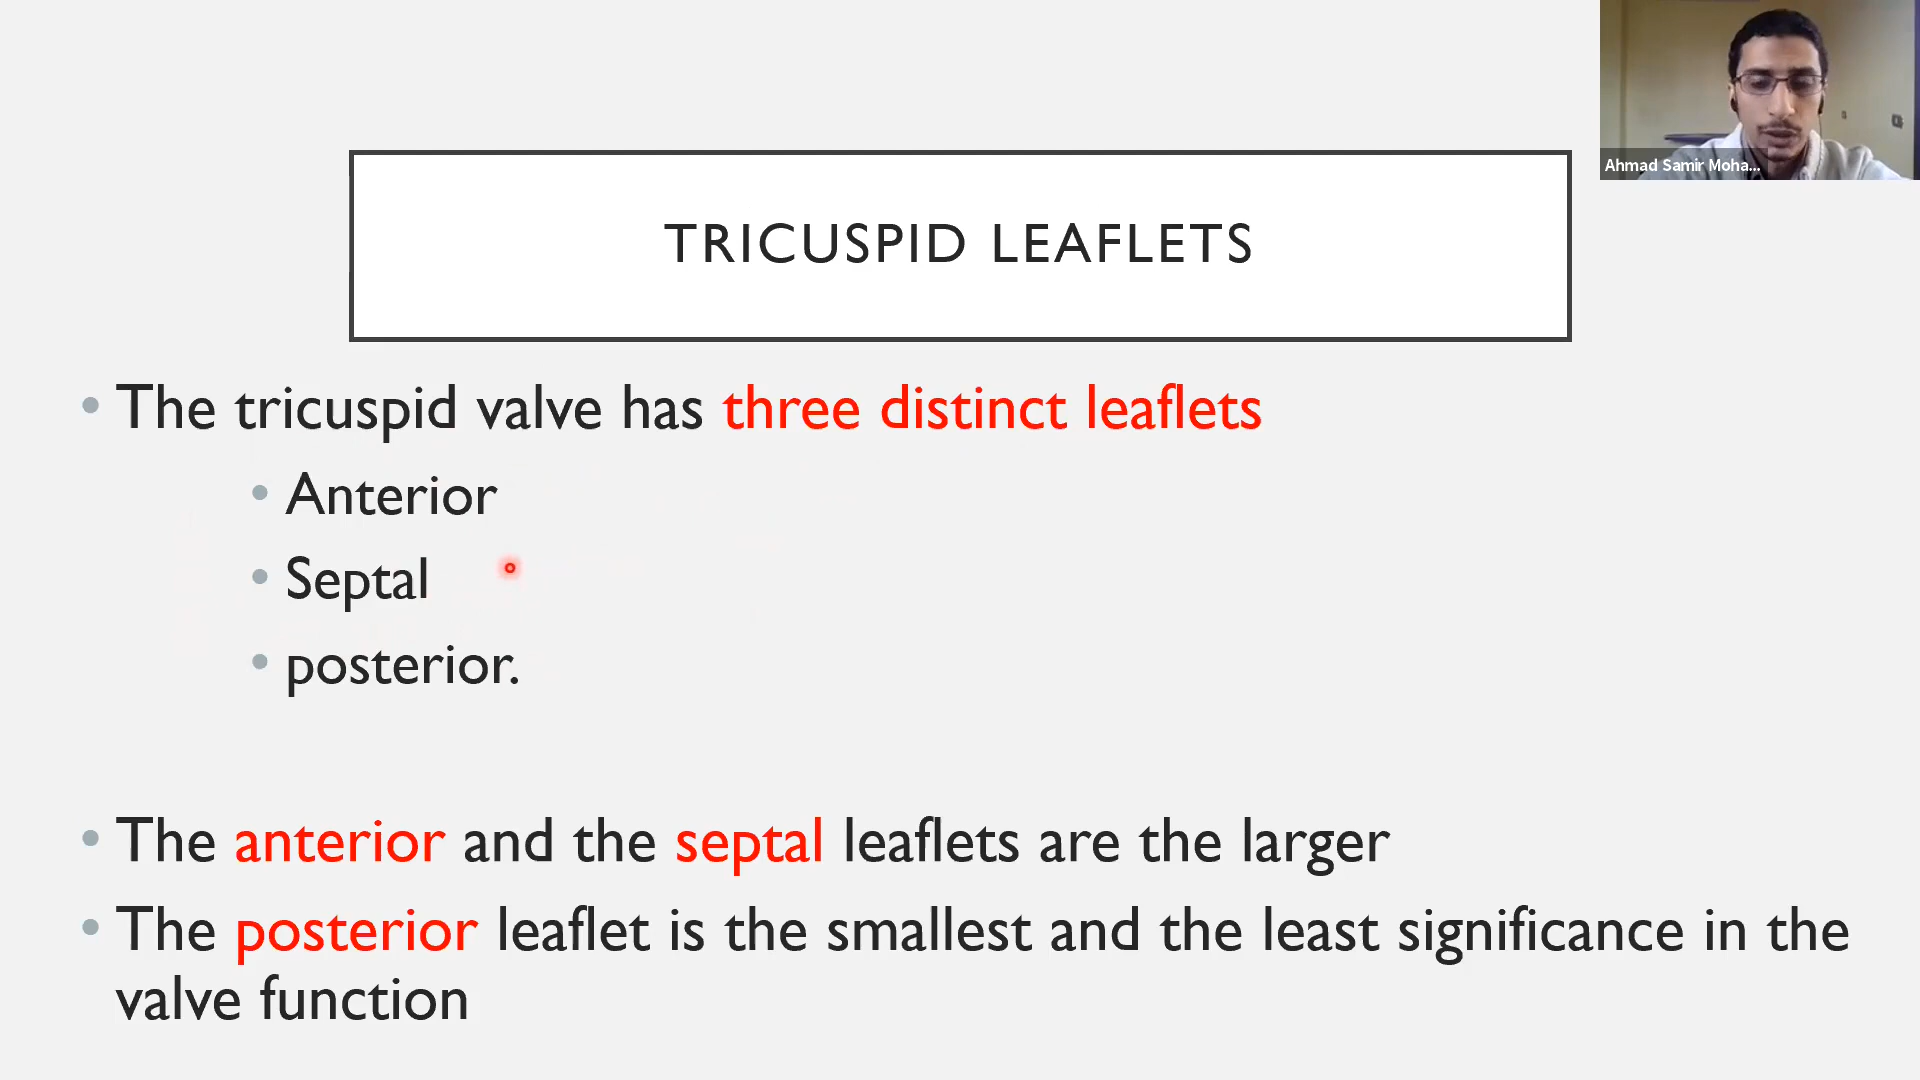 Ahmad Samir Moha...
TRICUSPID LEAFLETS
• The tricuspid valve has three distinct leaflets
• Anterior
• Septal
• posterior.
• The anterior and the septal leaflets are the larger
• The posterior leaflet is the smallest and the least significance in the
valve function